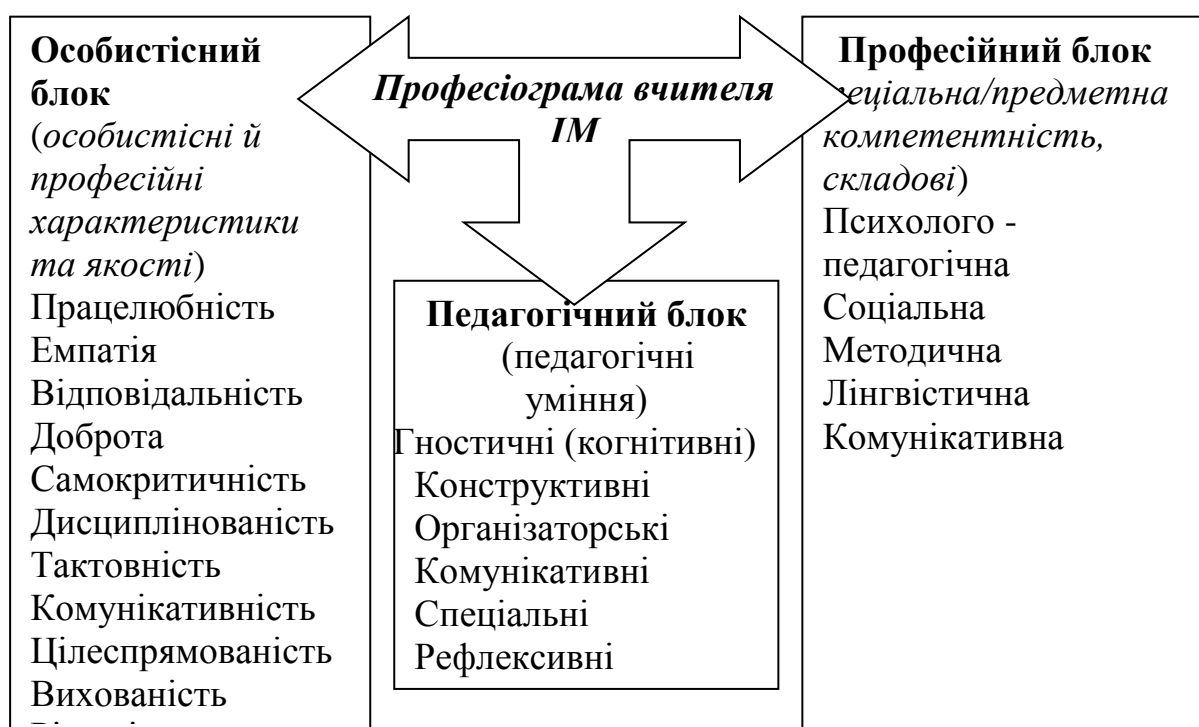 Особистісний
блок
(особистісні й
професійні
характеристики
та якості)
Працелюбність
Емпатія
Відповідальність
Доброта
Самокритичність
Дисциплінованість
Тактовність
Комунікативність
Цілеспрямованість
Вихованість
Професіограма вчителя
ІМ
Педагогічний блок
(педагогічні
уміння)
Гностичні (когнітивні)
Конструктивні
Організаторські
Комунікативні
Спеціальні
Рефлексивні
Професійний блок
еціальна/предметна
компетентність,
складові)
Психолого -
педагогічна
Соціальна
Методична
Лінгвістична
Комунікативна